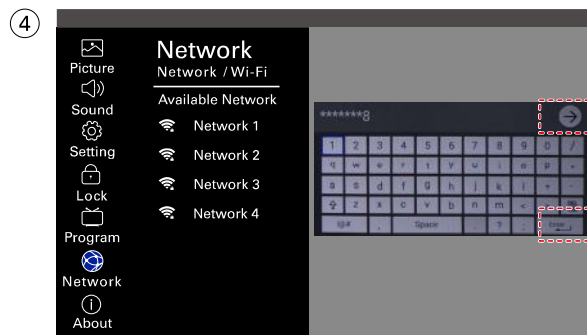 4
Picture
Sound
Setting
Lock
Program
Network
About
Network
Network / Wi-Fi
Available Network
Network 1
Network 2
Network 3
Network 4
*******8
1 2 3 4 5 6 7 8 9 0 /
q w e r t y u i o p
a s d f g h j k l + -
z x c v b n m <
, Space . ? :